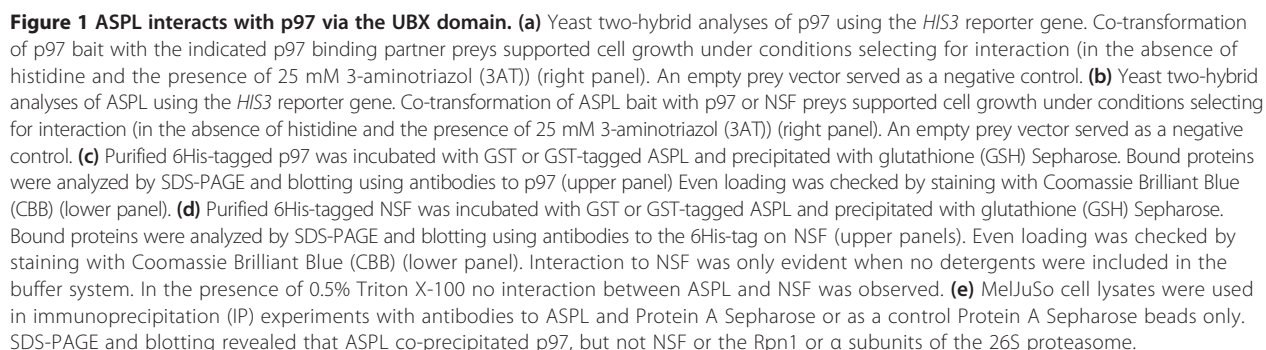 Figure 1 ASPL interacts with p97 via the UBX domain. (a) Yeast two-hybrid analyses of p97 using the HIS3 reporter gene. Co-transformation
of p97 bait with the indicated p97 binding partner preys supported cell growth under conditions selecting for interaction (in the absence of
histidine and the presence of 25 mM 3-aminotriazol (3AT)) (right panel). An empty prey vector served as a negative control. (b) Yeast two-hybrid
analyses of ASPL using the HIS3 reporter gene. Co-transformation of ASPL bait with p97 or NSF preys supported cell growth under conditions selecting
for interaction (in the absence of histidine and the presence of 25 mM 3-aminotriazol (3AT)) (right panel). An empty prey vector served as a negative
control. (c) Purified 6His-tagged p97 was incubated with GST or GST-tagged ASPL and precipitated with glutathione (GSH) Sepharose. Bound proteins
were analyzed by SDS-PAGE and blotting using antibodies to p97 (upper panel) Even loading was checked by staining with Coomassie Brilliant Blue
(CBB) (lower panel). (d) Purified 6His-tagged NSF was incubated with GST or GST-tagged ASPL and precipitated with glutathione (GSH) Sepharose.
Bound proteins were analyzed by SDS-PAGE and blotting using antibodies to the 6His-tag on NSF (upper panels). Even loading was checked by
staining with Coomassie Brilliant Blue (CBB) (lower panel). Interaction to NSF was only evident when no detergents were included in the
buffer system. In the presence of 0.5% Triton X-100 no interaction between ASPL and NSF was observed. (e) MelJuSo cell lysates were used
in immunoprecipitation (IP) experiments with antibodies to ASPL and Protein A Sepharose or as a control Protein A Sepharose beads only.
SDS-PAGE and blotting revealed that ASPL co-precipitated p97, but not NSF or the Rpn1 or α subunits of the 26S proteasome.